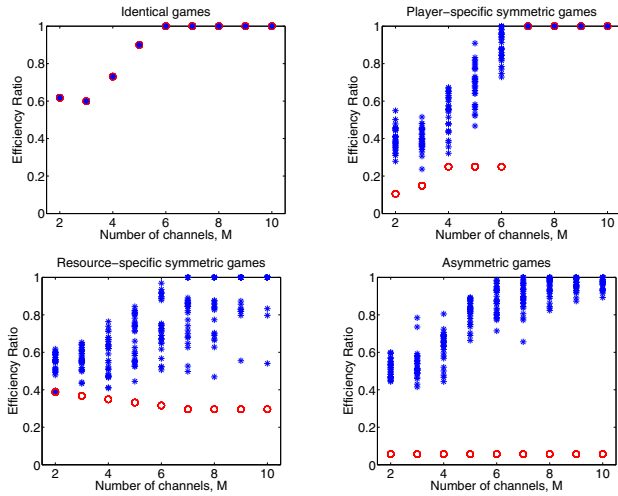 Identical games
1
0.8
0.6
0.4
0.2
0
2 4 6 8 10
Efficiency Ratio
Number of channels, M
Player−specific symmetric games
1
0.8
0.6
0.4
0.2
0
2 4 6 8 10
Efficiency Ratio
Number of channels, M
Resource−specific symmetric games
1
0.8
0.6
0.4
0.2
0
2 4 6 8 10
Efficiency Ratio
Number of channels, M
Asymmetric games
1
0.8
0.6
0.4
0.2
0
2 4 6 8 10
Efficiency Ratio
Number of channels, M